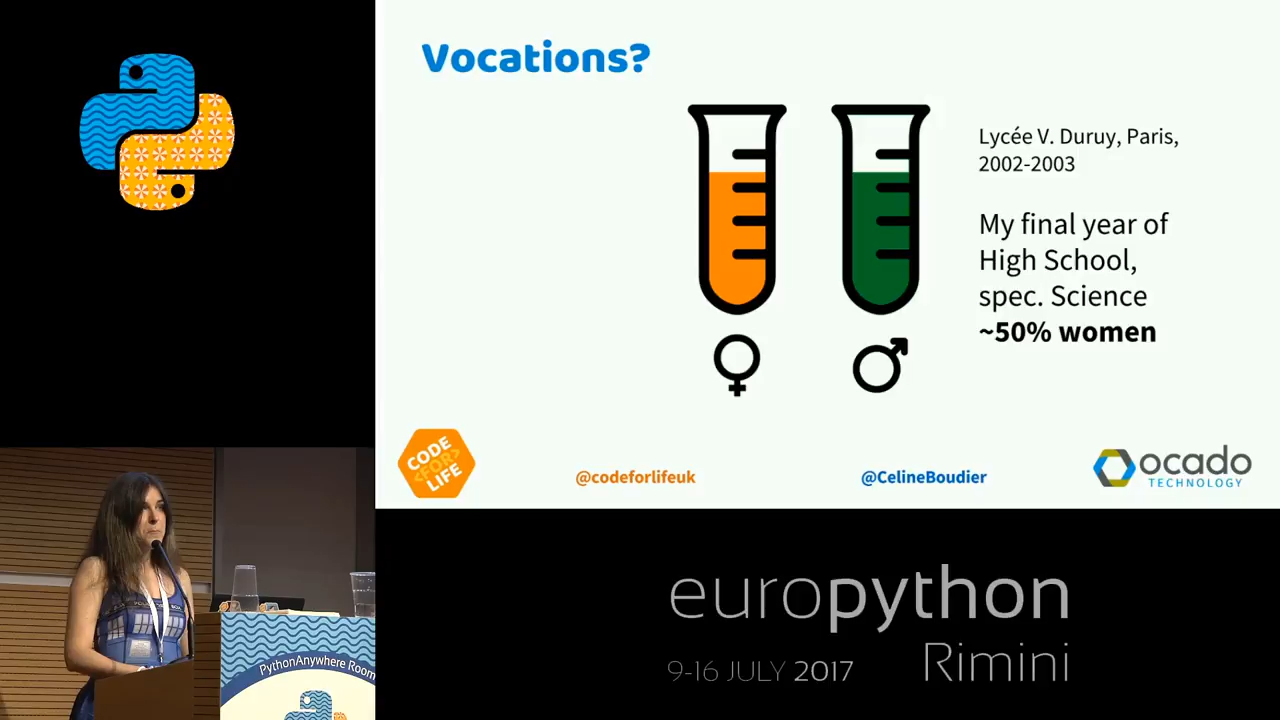 Vocations?
Lycée V. Duruy, Paris,
2002-2003
My final year of
High School,
spec. Science
~50% women
CODE
<FOR>
LIFE
@codeforlifeuk
@CelineBoudier
ocado
TECHNOLOGY
PythonAnywhere Room
europython
Rimini
9-16 JULY 2017